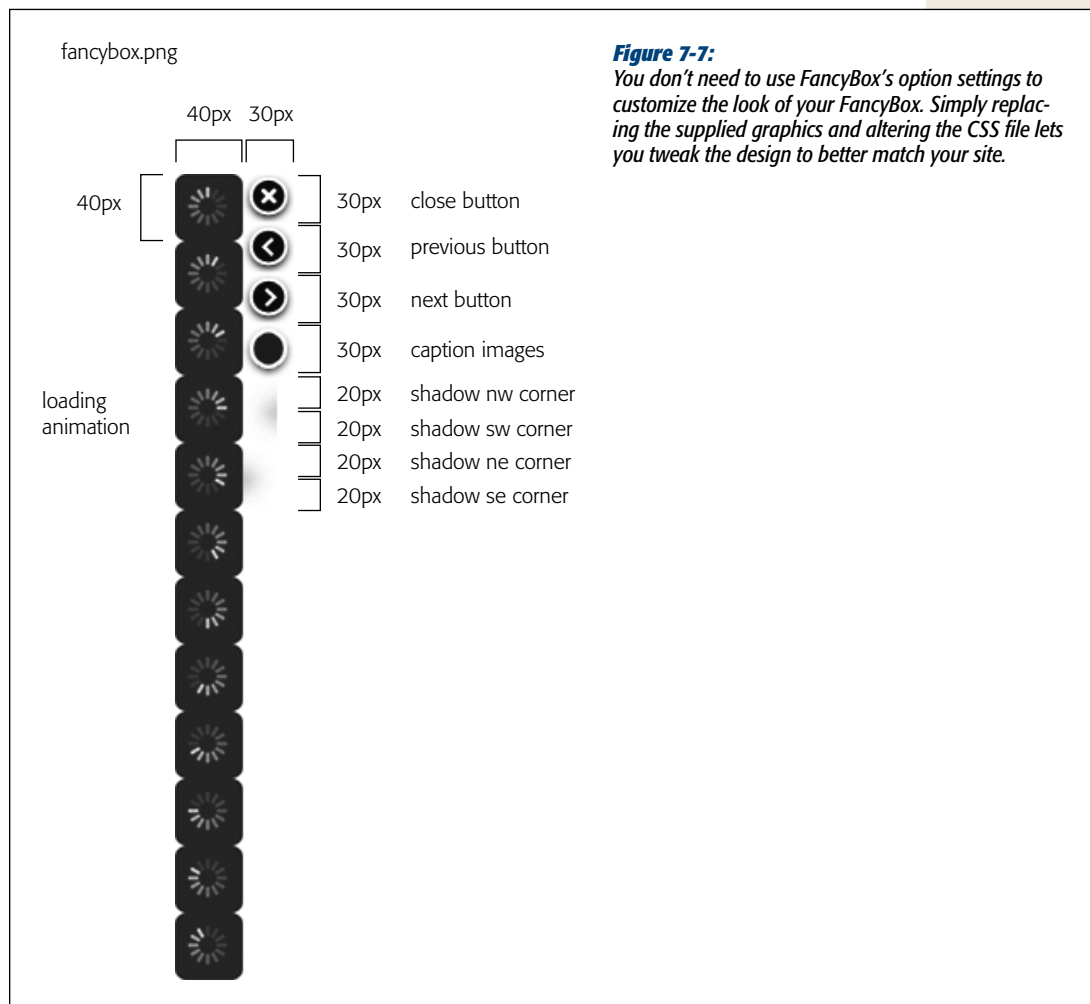 fancybox.png
Figure 7-7:
You don't need to use FancyBox's option settings to
customize the look of your FancyBox. Simply replac-
ing the supplied graphics and altering the CSS file lets
you tweak the design to better match your site.
40px 30px
40px
30px close button
30px previous button
30px next button
30px caption images
loading
animation
20px shadow nw corner
20px shadow sw corner
20px shadow ne corner
20px shadow se corner